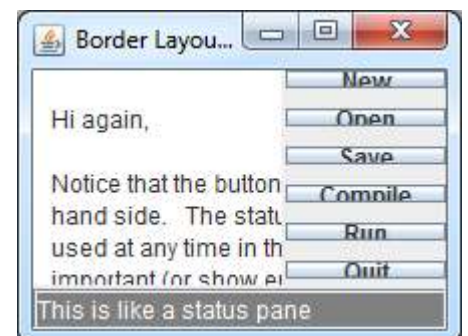 Border Layou...
Hi again,
Notice that the button
hand side. The statu
used at any time in th
important (or show e
New
Open
Save
Compile
Run
Quit
This is like a status pane